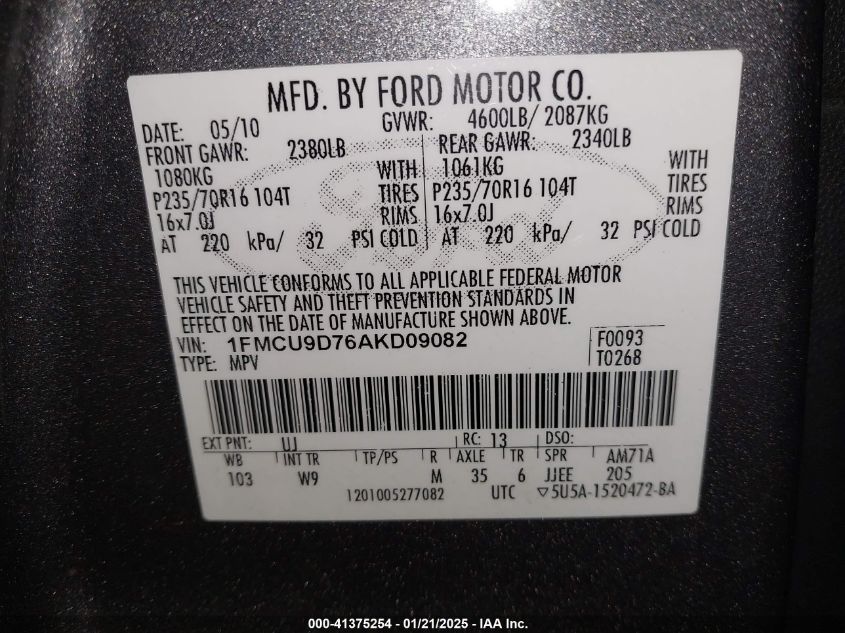 MFD. BY FORD MOTOR CO.
DATE: 05/10 GVWR: 4600LB/ 2087KG
FRONT GAWR: 2380LB REAR GAWR: 2340LB
1080KG WITH 1061KG WITH
P235/70R16 104T TIRES P235/70R16 104T TIRES
16x7.0J RIMS 16x7.0J RIMS
AT 220 kPa/ 32 PSI COLD AT 220 kPa/ 32 PSI COLD
THIS VEHICLE CONFORMS TO ALL APPLICABLE FEDERAL MOTOR
VEHICLE SAFETY AND THEFT PREVENTION STANDARDS IN
EFFECT ON THE DATE OF MANUFACTURE SHOWN ABOVE.
VIN: 1FMCU9D76AKD09082 F0093
TYPE: MPV T0268
EXT PNT: UJ RC: 13 DSO:
WB INT TR TP/PS R AXLE TR SPR AM71A
103 W9 M 35 6 JJEE 205
1201005277082 UTC ▽5U5A-1520472-BA
000-41375254 - 01/21/2025 - IAA Inc.